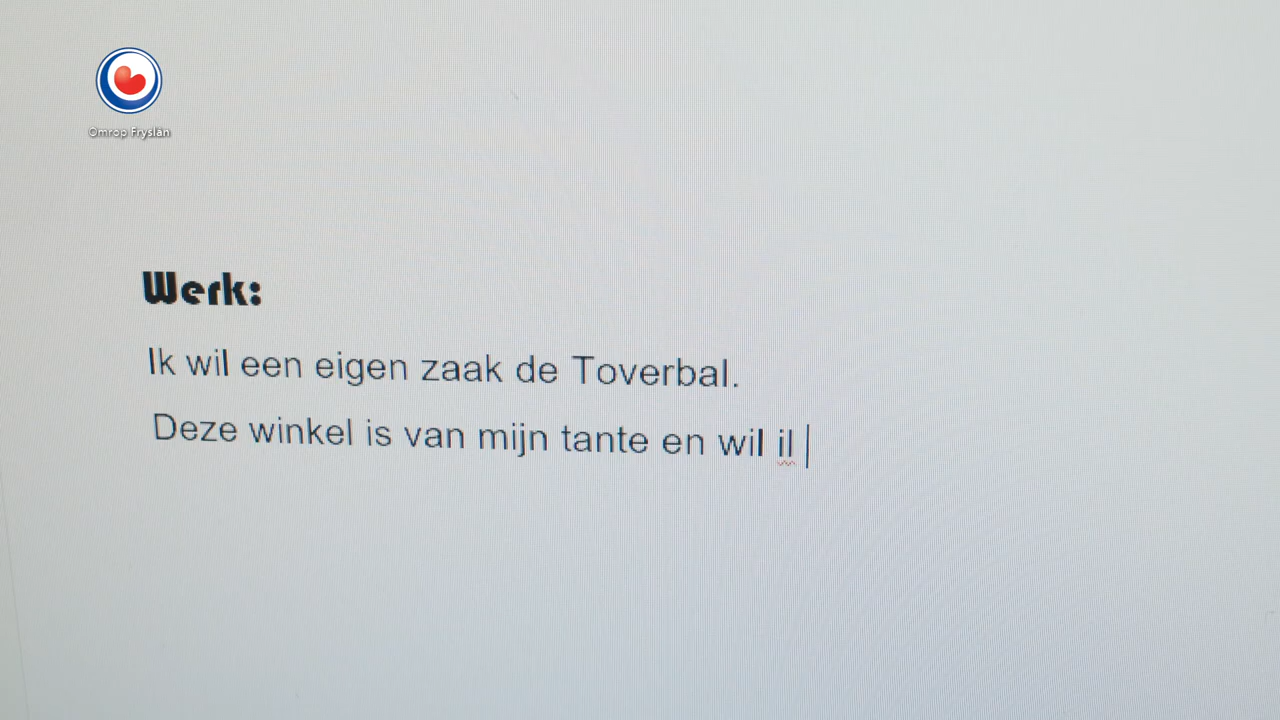 Omrop Fryslân
Werk:
Ik wil een eigen zaak de Toverbal.
Deze winkel is van mijn tante en wil il